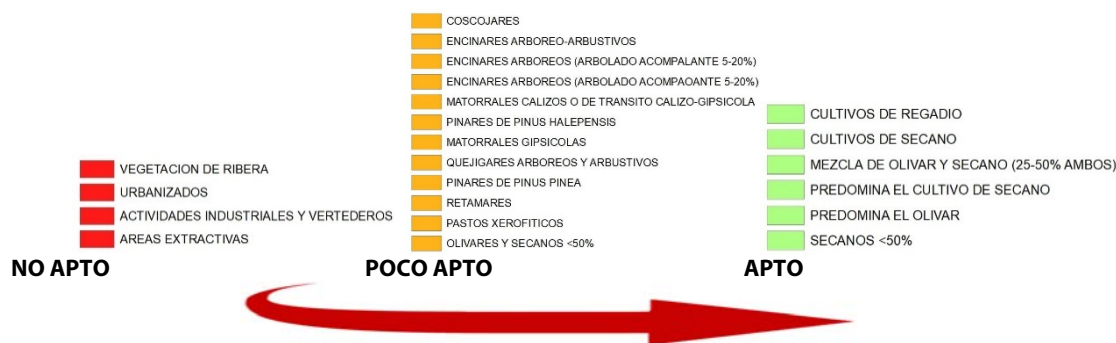 VEGETACION DE RIBERA
URBANIZADOS
ACTIVIDADES INDUSTRIALES Y VERTEDEROS
AREAS EXTRACTIVAS
NO APTO
COSCOJARES
ENCINARES ARBOREO-ARBUSTIVOS
ENCINARES ARBOREOS (ARBOLADO ACOMPALANTE 5-20%)
ENCINARES ARBOREOS (ARBOLADO ACOMPAOANTE 5-20%)
MATORRALES CALIZOS O DE TRANSITO CALIZO-GIPSICOLA
PINARES DE PINUS HALEPENSIS
MATORRALES GIPSICOLAS
QUEJIGARES ARBOREOS Y ARBUSTIVOS
PINARES DE PINUS PINEA
RETAMARES
PASTOS XEROFITICOS
OLIVARES Y SECANOS <50%
POCO APTO
CULTIVOS DE REGADIO
CULTIVOS DE SECANO
MEZCLA DE OLIVAR Y SECANO (25-50% AMBOS)
PREDOMINA EL CULTIVO DE SECANO
PREDOMINA EL OLIVAR
SECANOS <50%
APTO